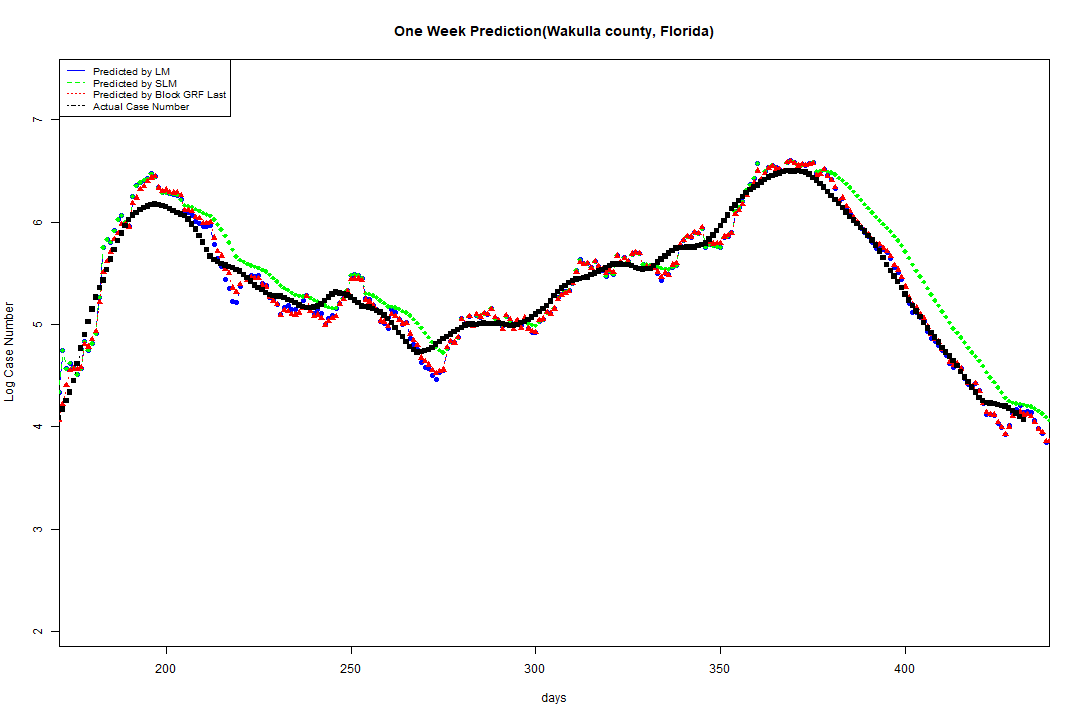 One Week Prediction(Wakulla county, Florida)
Predicted by LM
Predicted by SLM
Predicted by Block GRF Last
Actual Case Number
7
6
5
4
3
2
Log Case Number
200 250 300 350 400
days